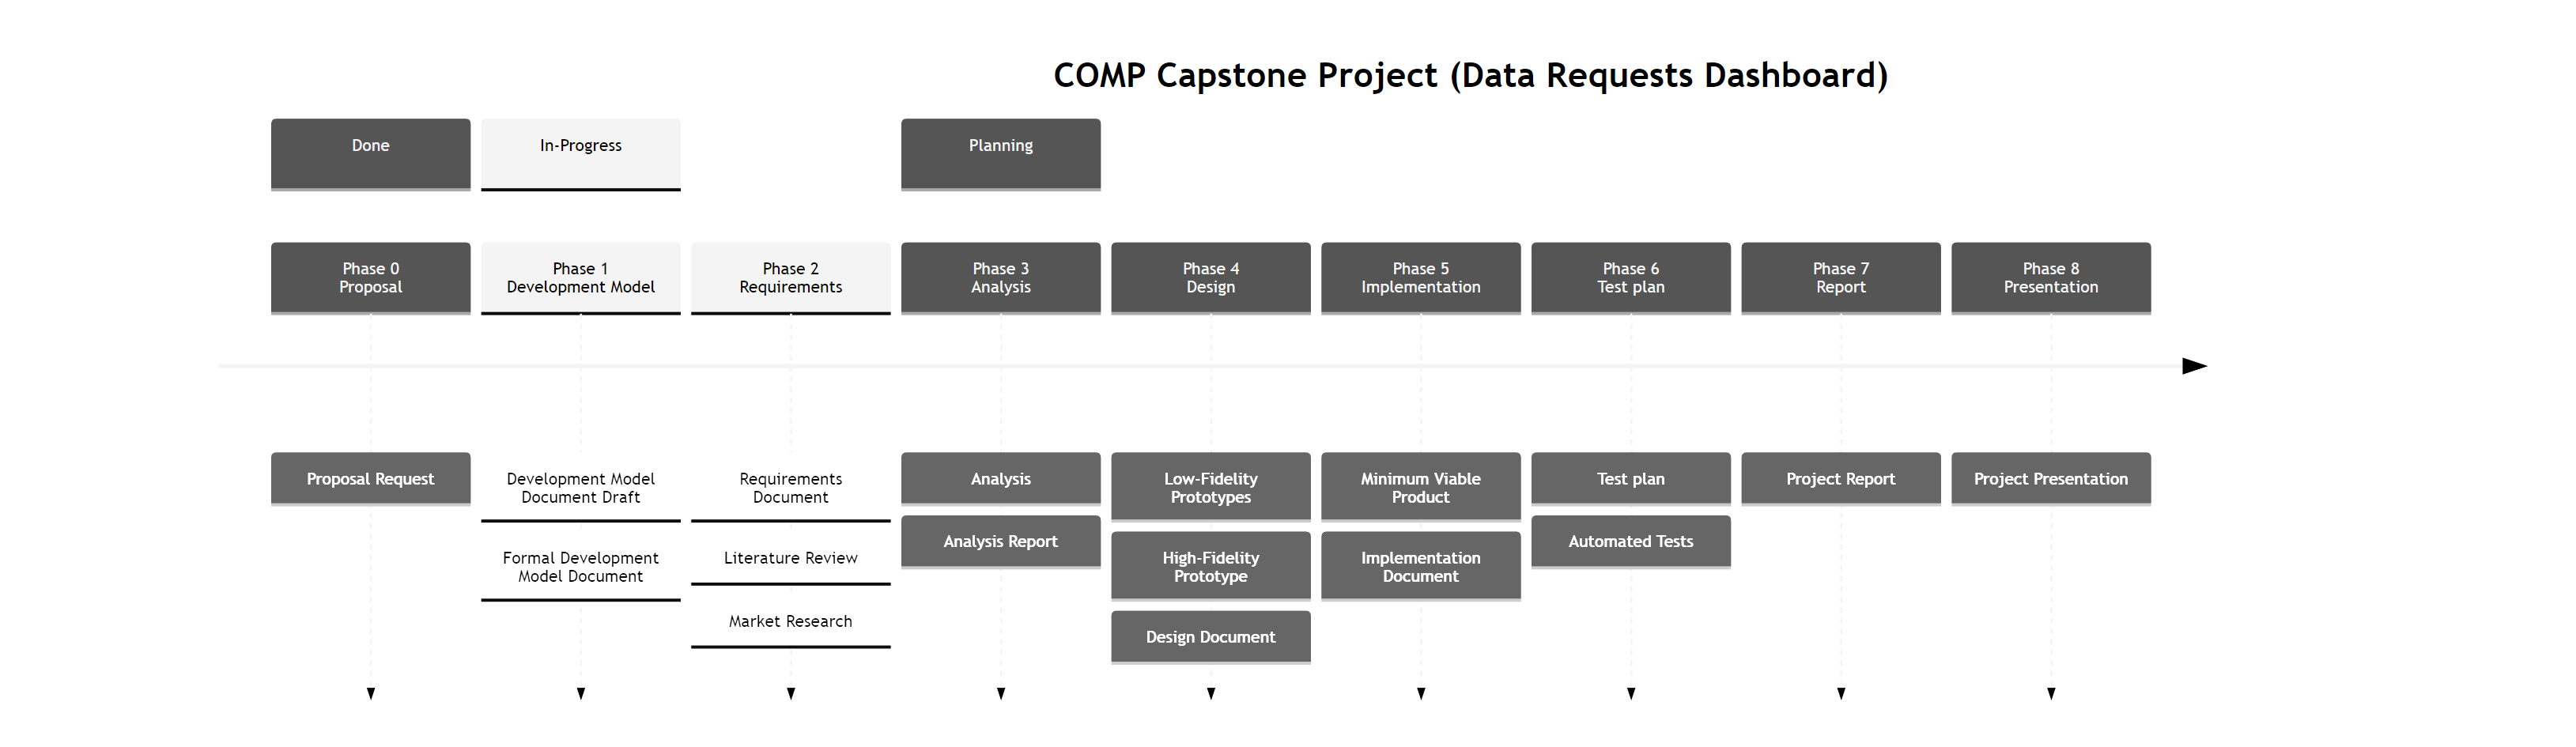 COMP Capstone Project (Data Requests Dashboard)
Done
In-Progress
Planning
Phase 0
Proposal
Phase 1
Development Model
Phase 2
Requirements
Phase 3
Analysis
Phase 4
Design
Phase 5
Implementation
Phase 6
Test plan
Phase 7
Report
Phase 8
Presentation
Proposal Request
Development Model
Document Draft
Formal Development
Model Document
Requirements
Document
Literature Review
Market Research
Analysis
Analysis Report
Low-Fidelity
Prototypes
High-Fidelity
Prototype
Design Document
Minimum Viable
Product
Implementation
Document
Test plan
Automated Tests
Project Report
Project Presentation